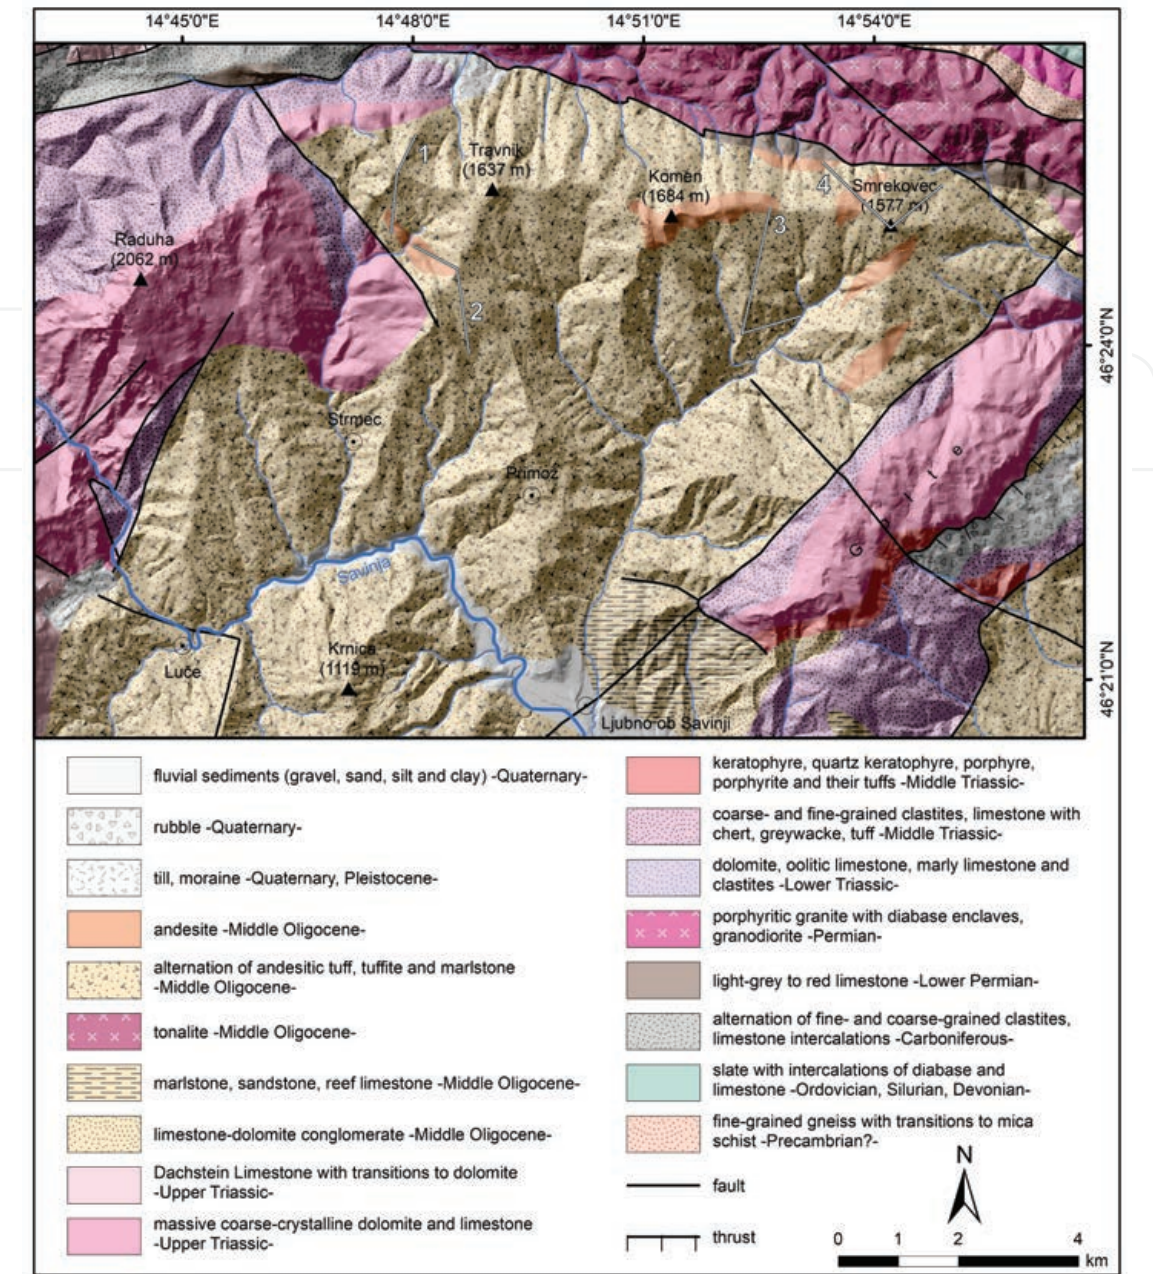 14°45'0"E
14°48'0"E
14°51'0"E
14°54'0"E
1
Travnik
(1637 m)
Komen
(1684 m)
4
Smrekovec
(1577 m)
3
Raduha
(2062 m)
2
46°24'0"N
Strmec
Primož
G o l t e
Savinja
Krnica
(1119 m)
Luče
46°21'0"N
Ljubno ob Savinji
fluvial sediments (gravel, sand, silt and clay) -Quaternary-
rubble -Quaternary-
till, moraine -Quaternary, Pleistocene-
andesite -Middle Oligocene-
alternation of andesitic tuff, tuffite and marlstone
-Middle Oligocene-
tonalite -Middle Oligocene-
marlstone, sandstone, reef limestone -Middle Oligocene-
limestone-dolomite conglomerate -Middle Oligocene-
Dachstein Limestone with transitions to dolomite
-Upper Triassic-
massive coarse-crystalline dolomite and limestone
-Upper Triassic-
keratophyre, quartz keratophyre, porphyre,
porphyrite and their tuffs -Middle Triassic-
coarse- and fine-grained clastites, limestone with
chert, greywacke, tuff -Middle Triassic-
dolomite, oolitic limestone, marly limestone and
clastites -Lower Triassic-
porphyritic granite with diabase enclaves,
granodiorite -Permian-
light-grey to red limestone -Lower Permian-
alternation of fine- and coarse-grained clastites,
limestone intercalations -Carboniferous-
slate with intercalations of diabase and
limestone -Ordovician, Silurian, Devonian-
fine-grained gneiss with transitions to mica
schist -Precambrian?-
fault
thrust
N
0 1 2 4
km